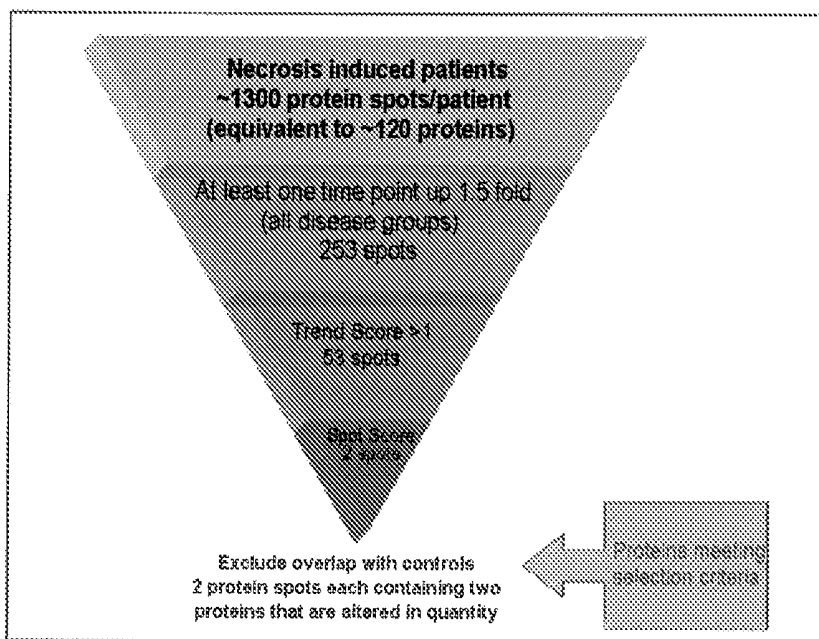 Necrosis induced patients
~1300 protein spots/patient
(equivalent to ~120 proteins)
At least one time point up 1.5 fold
(all disease groups)
253 spots
Trend Score >1
53 spots
Spot Score
Exclude overlap with controls
2 protein spots each containing two
proteins that are altered in quantity
Proteins meeting
selection criteria